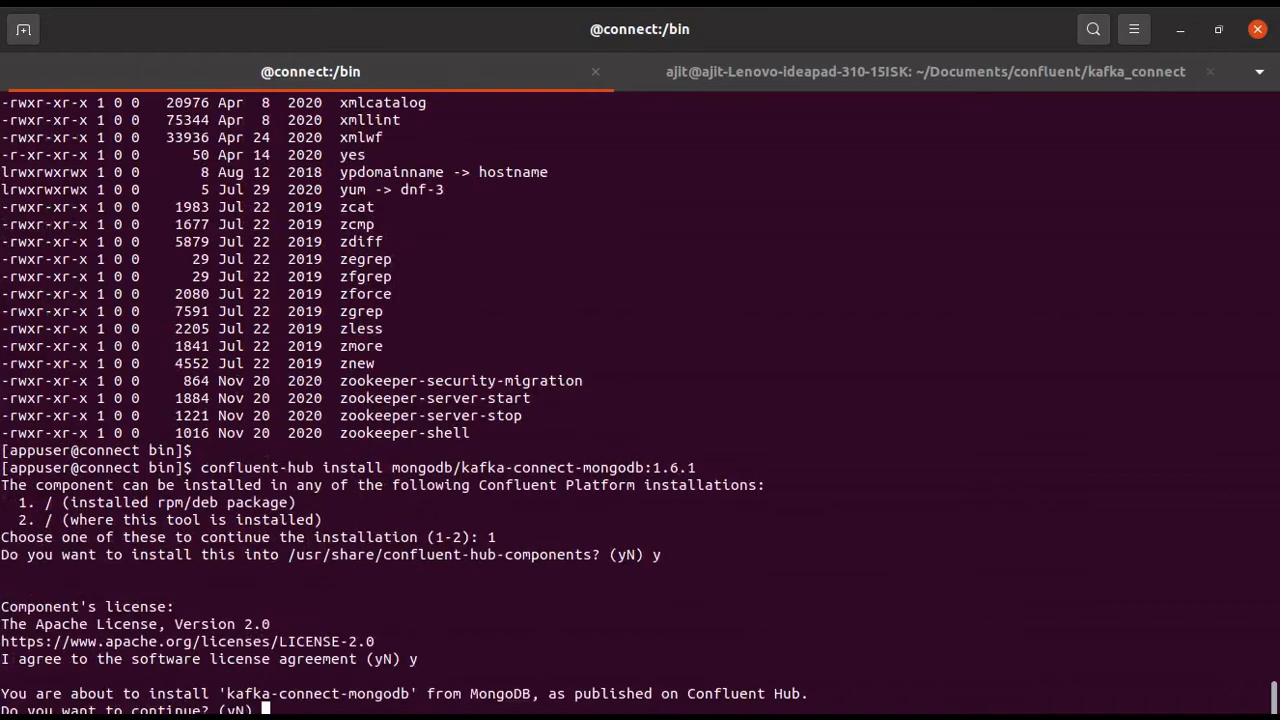 @connect:/bin
@connect:/bin
ajit@ajit-Lenovo-ideapad-310-15ISK: ~/Documents/confluent/kafka_connect
-rwxr-xr-x 1 0 0   20976 Apr  8  2020  xmlcatalog
-rwxr-xr-x 1 0 0   75344 Apr  8  2020  xmllint
-rwxr-xr-x 1 0 0   33936 Apr 24  2020  xmlwf
-r-xr-xr-x 1 0 0      50 Apr 14  2020  yes
lrwxrwxrwx 1 0 0       8 Aug 12  2018  ypdomainname -> hostname
lrwxrwxrwx 1 0 0       5 Jul 29  2020  yum -> dnf-3
-rwxr-xr-x 1 0 0    1983 Jul 22  2019  zcat
-rwxr-xr-x 1 0 0    1677 Jul 22  2019  zcmp
-rwxr-xr-x 1 0 0    5879 Jul 22  2019  zdiff
-rwxr-xr-x 1 0 0      29 Jul 22  2019  zegrep
-rwxr-xr-x 1 0 0      29 Jul 22  2019  zfgrep
-rwxr-xr-x 1 0 0    2080 Jul 22  2019  zforce
-rwxr-xr-x 1 0 0    7591 Jul 22  2019  zgrep
-rwxr-xr-x 1 0 0    2205 Jul 22  2019  zless
-rwxr-xr-x 1 0 0    1841 Jul 22  2019  zmore
-rwxr-xr-x 1 0 0    4552 Jul 22  2019  znew
-rwxr-xr-x 1 0 0     864 Nov 20  2020  zookeeper-security-migration
-rwxr-xr-x 1 0 0    1884 Nov 20  2020  zookeeper-server-start
-rwxr-xr-x 1 0 0    1221 Nov 20  2020  zookeeper-server-stop
-rwxr-xr-x 1 0 0    1016 Nov 20  2020  zookeeper-shell
[appuser@connect bin]$
[appuser@connect bin]$ confluent-hub install mongodb/kafka-connect-mongodb:1.6.1
The component can be installed in any of the following Confluent Platform installations:
  1. / (installed rpm/deb package)
  2. / (where this tool is installed)
Choose one of these to continue the installation (1-2): 1
Do you want to install this into /usr/share/confluent-hub-components? (yN) y
Component's license:
The Apache License, Version 2.0
https://www.apache.org/licenses/LICENSE-2.0
I agree to the software license agreement (yN) y
You are about to install 'kafka-connect-mongodb' from MongoDB, as published on Confluent Hub.
Do you want to continue? (yN)